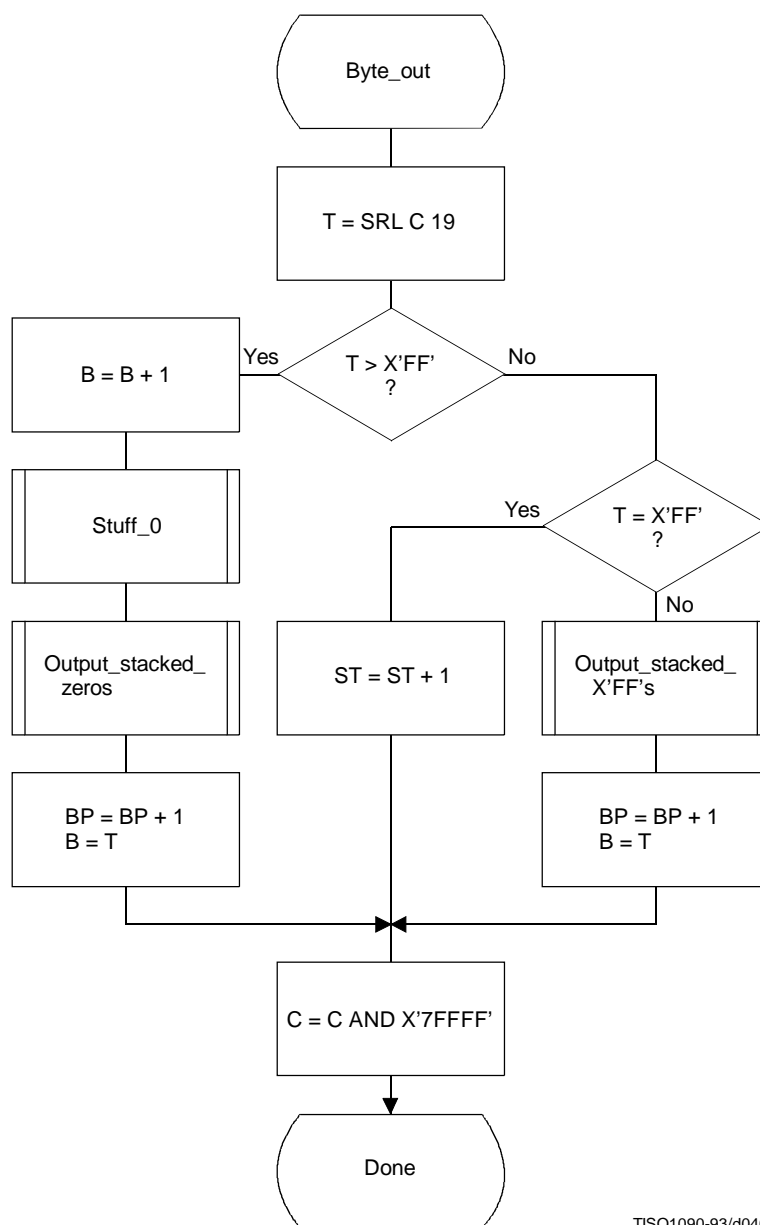 Byte_out
T = SRL C 19
T > X'FF'
?
Yes
No
B = B + 1
Stuff_0
Output_stacked_
zeros
BP = BP + 1
B = T
T = X'FF'
?
Yes
No
ST = ST + 1
Output_stacked_
X'FF's
BP = BP + 1
B = T
C = C AND X'7FFFF'
Done